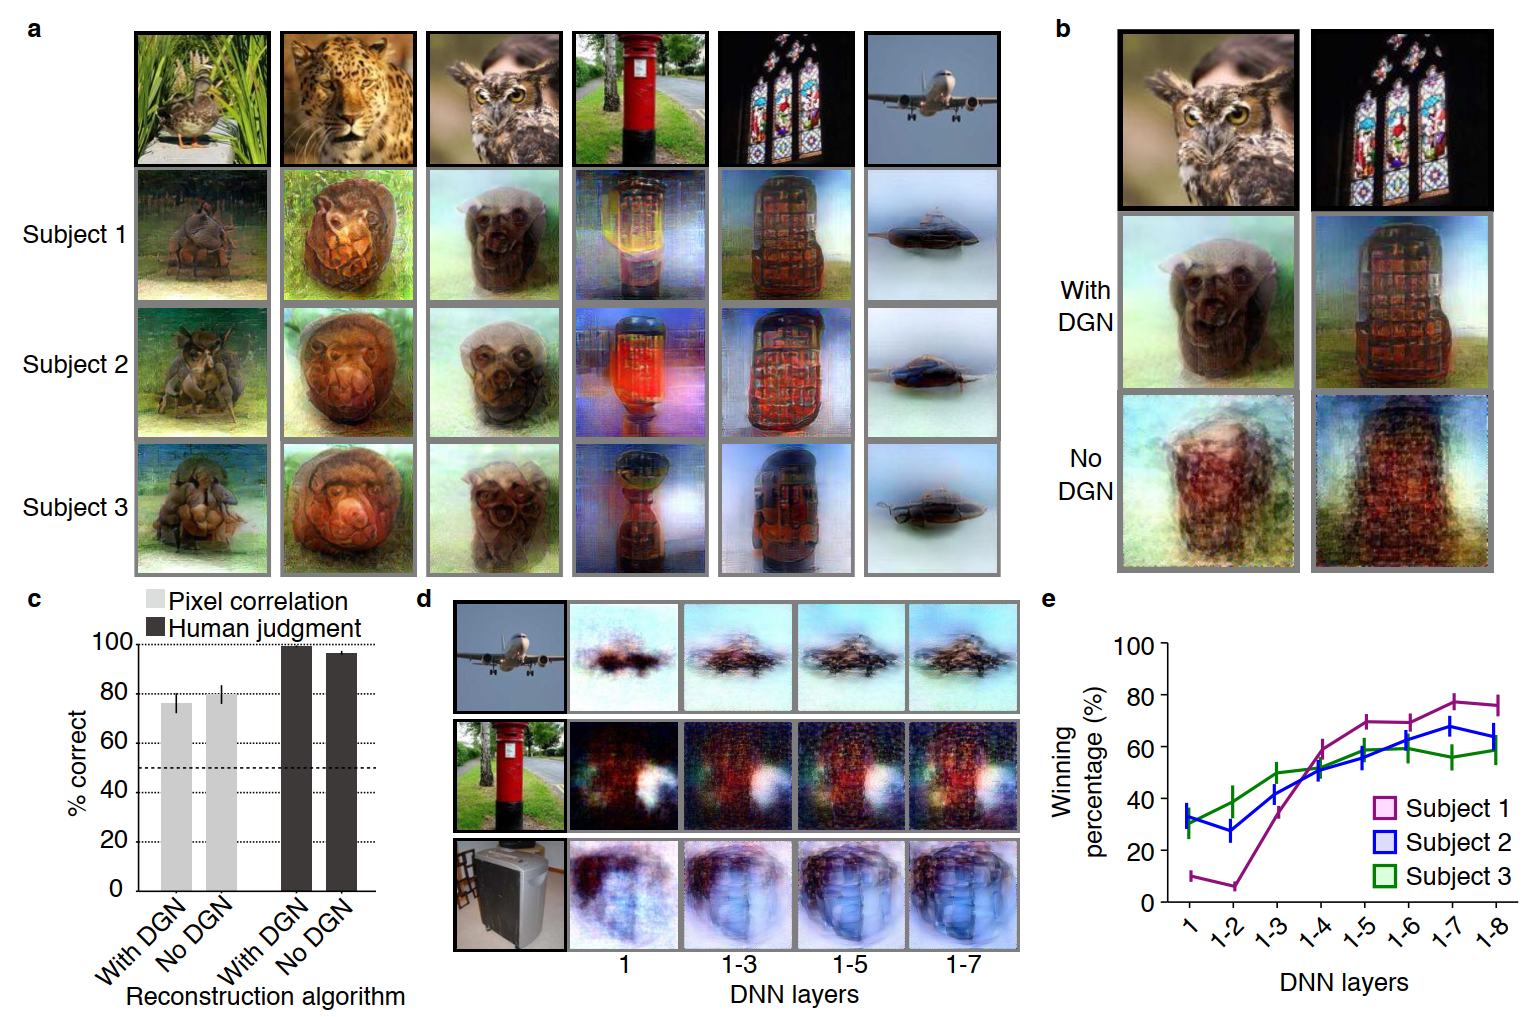 a
Subject 1
Subject 2
Subject 3
b
With
DGN
No
DGN
c
Pixel correlation
Human judgment
100
80
60
40
20
0
% correct
With DGN
No DGN
With DGN
No DGN
Reconstruction algorithm
d
1
1-3
1-5
1-7
DNN layers
e
100
80
60
40
20
0
Winning
percentage (%)
Subject 1
Subject 2
Subject 3
1
1-2
1-3
1-4
1-5
1-6
1-7
1-8
DNN layers